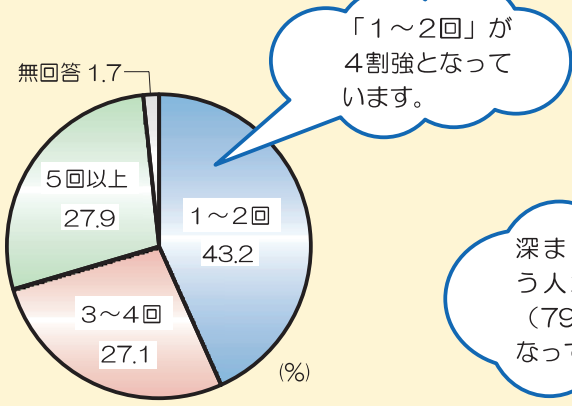 「1～2回」が
4割強となって
います。
無回答 1.7
5回以上
27.9
1～2回
43.2
3～4回
27.1
(%)
深ま
う人
（79
なって